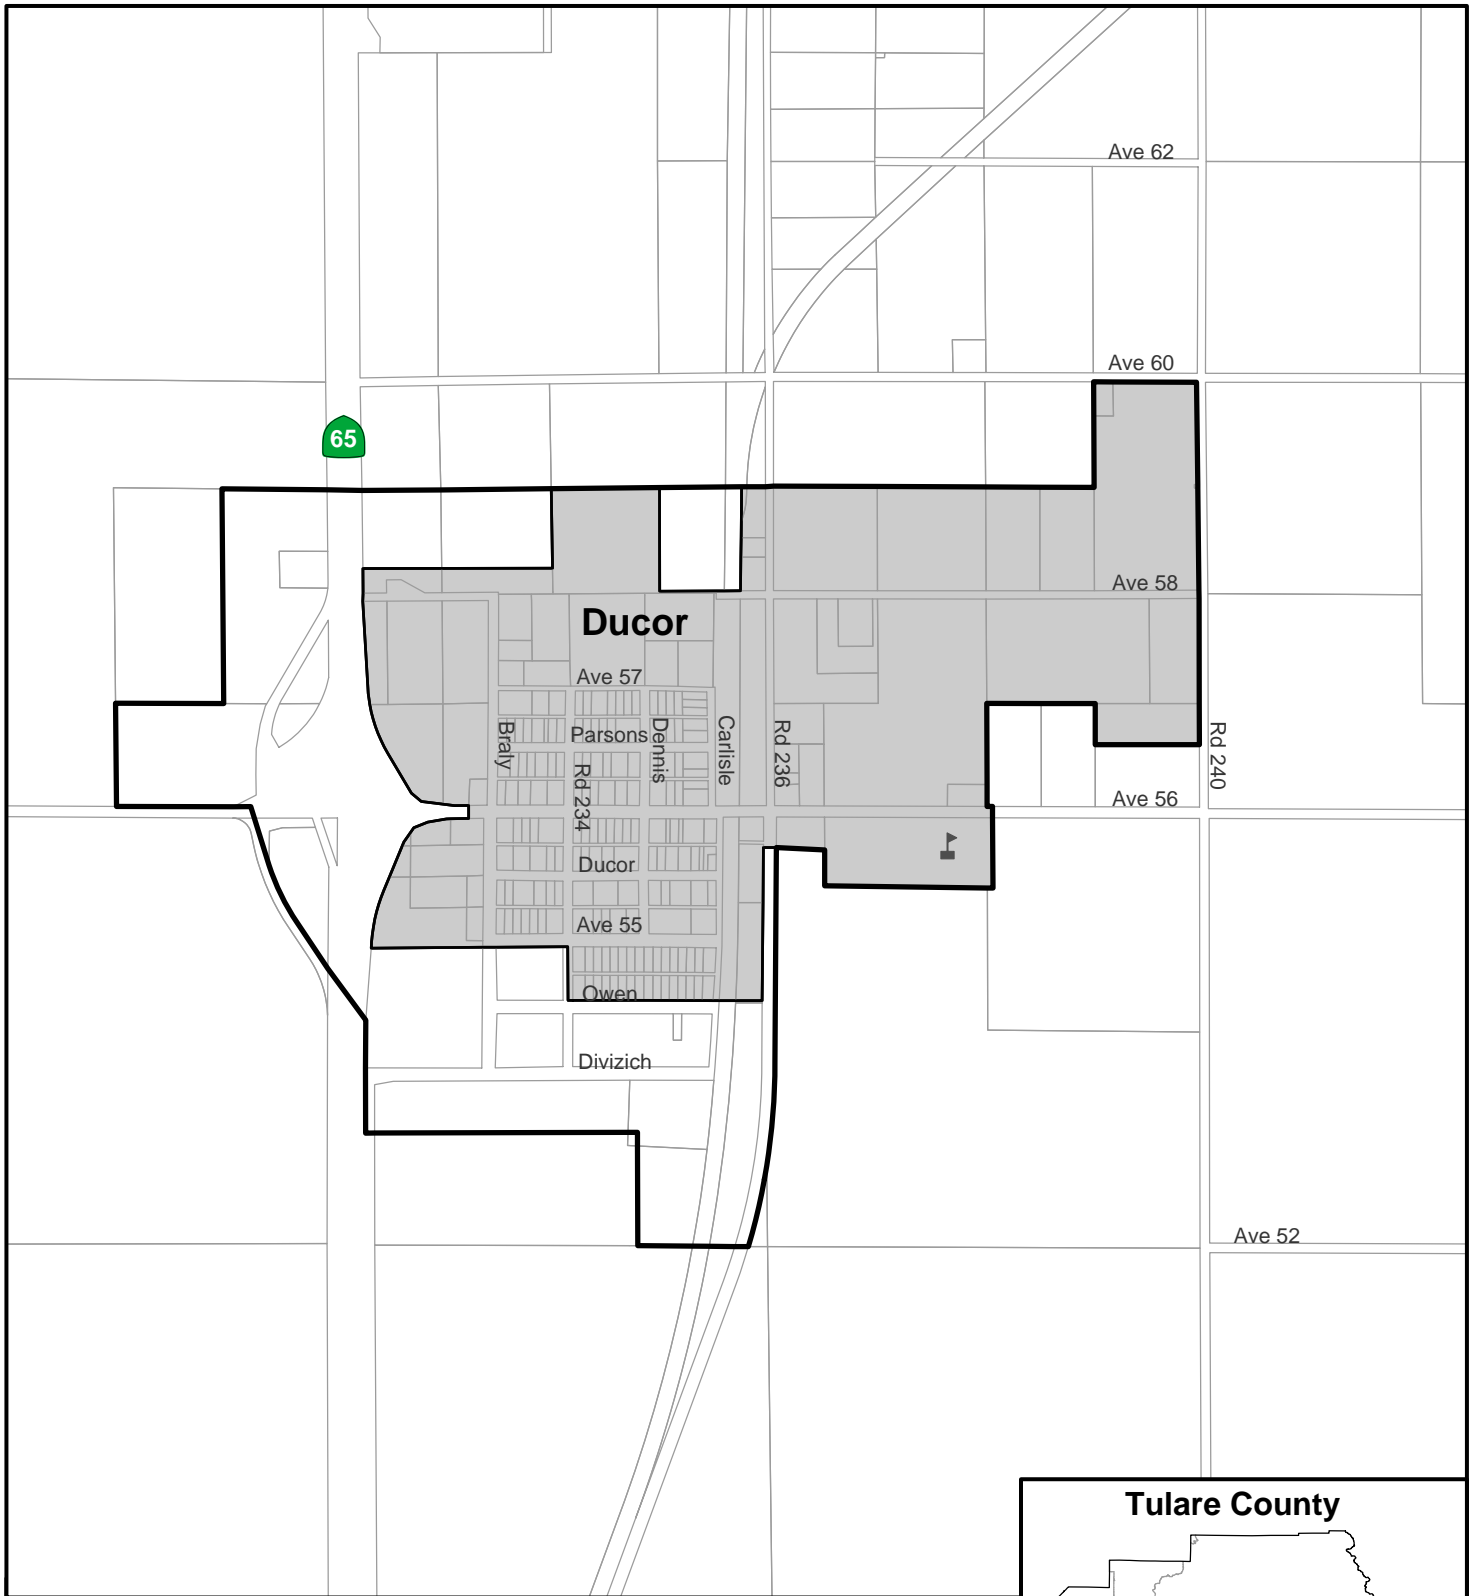 Ave 62
Ave 60
65
Ave 58
Ducor
Ave 57
Braly
Parsons
Dennis
Carlisle
Rd 236
Rd 240
Rd 234
Ave 56
Ducor
Ave 55
Owen
Divizich
Ave 52
Tulare County